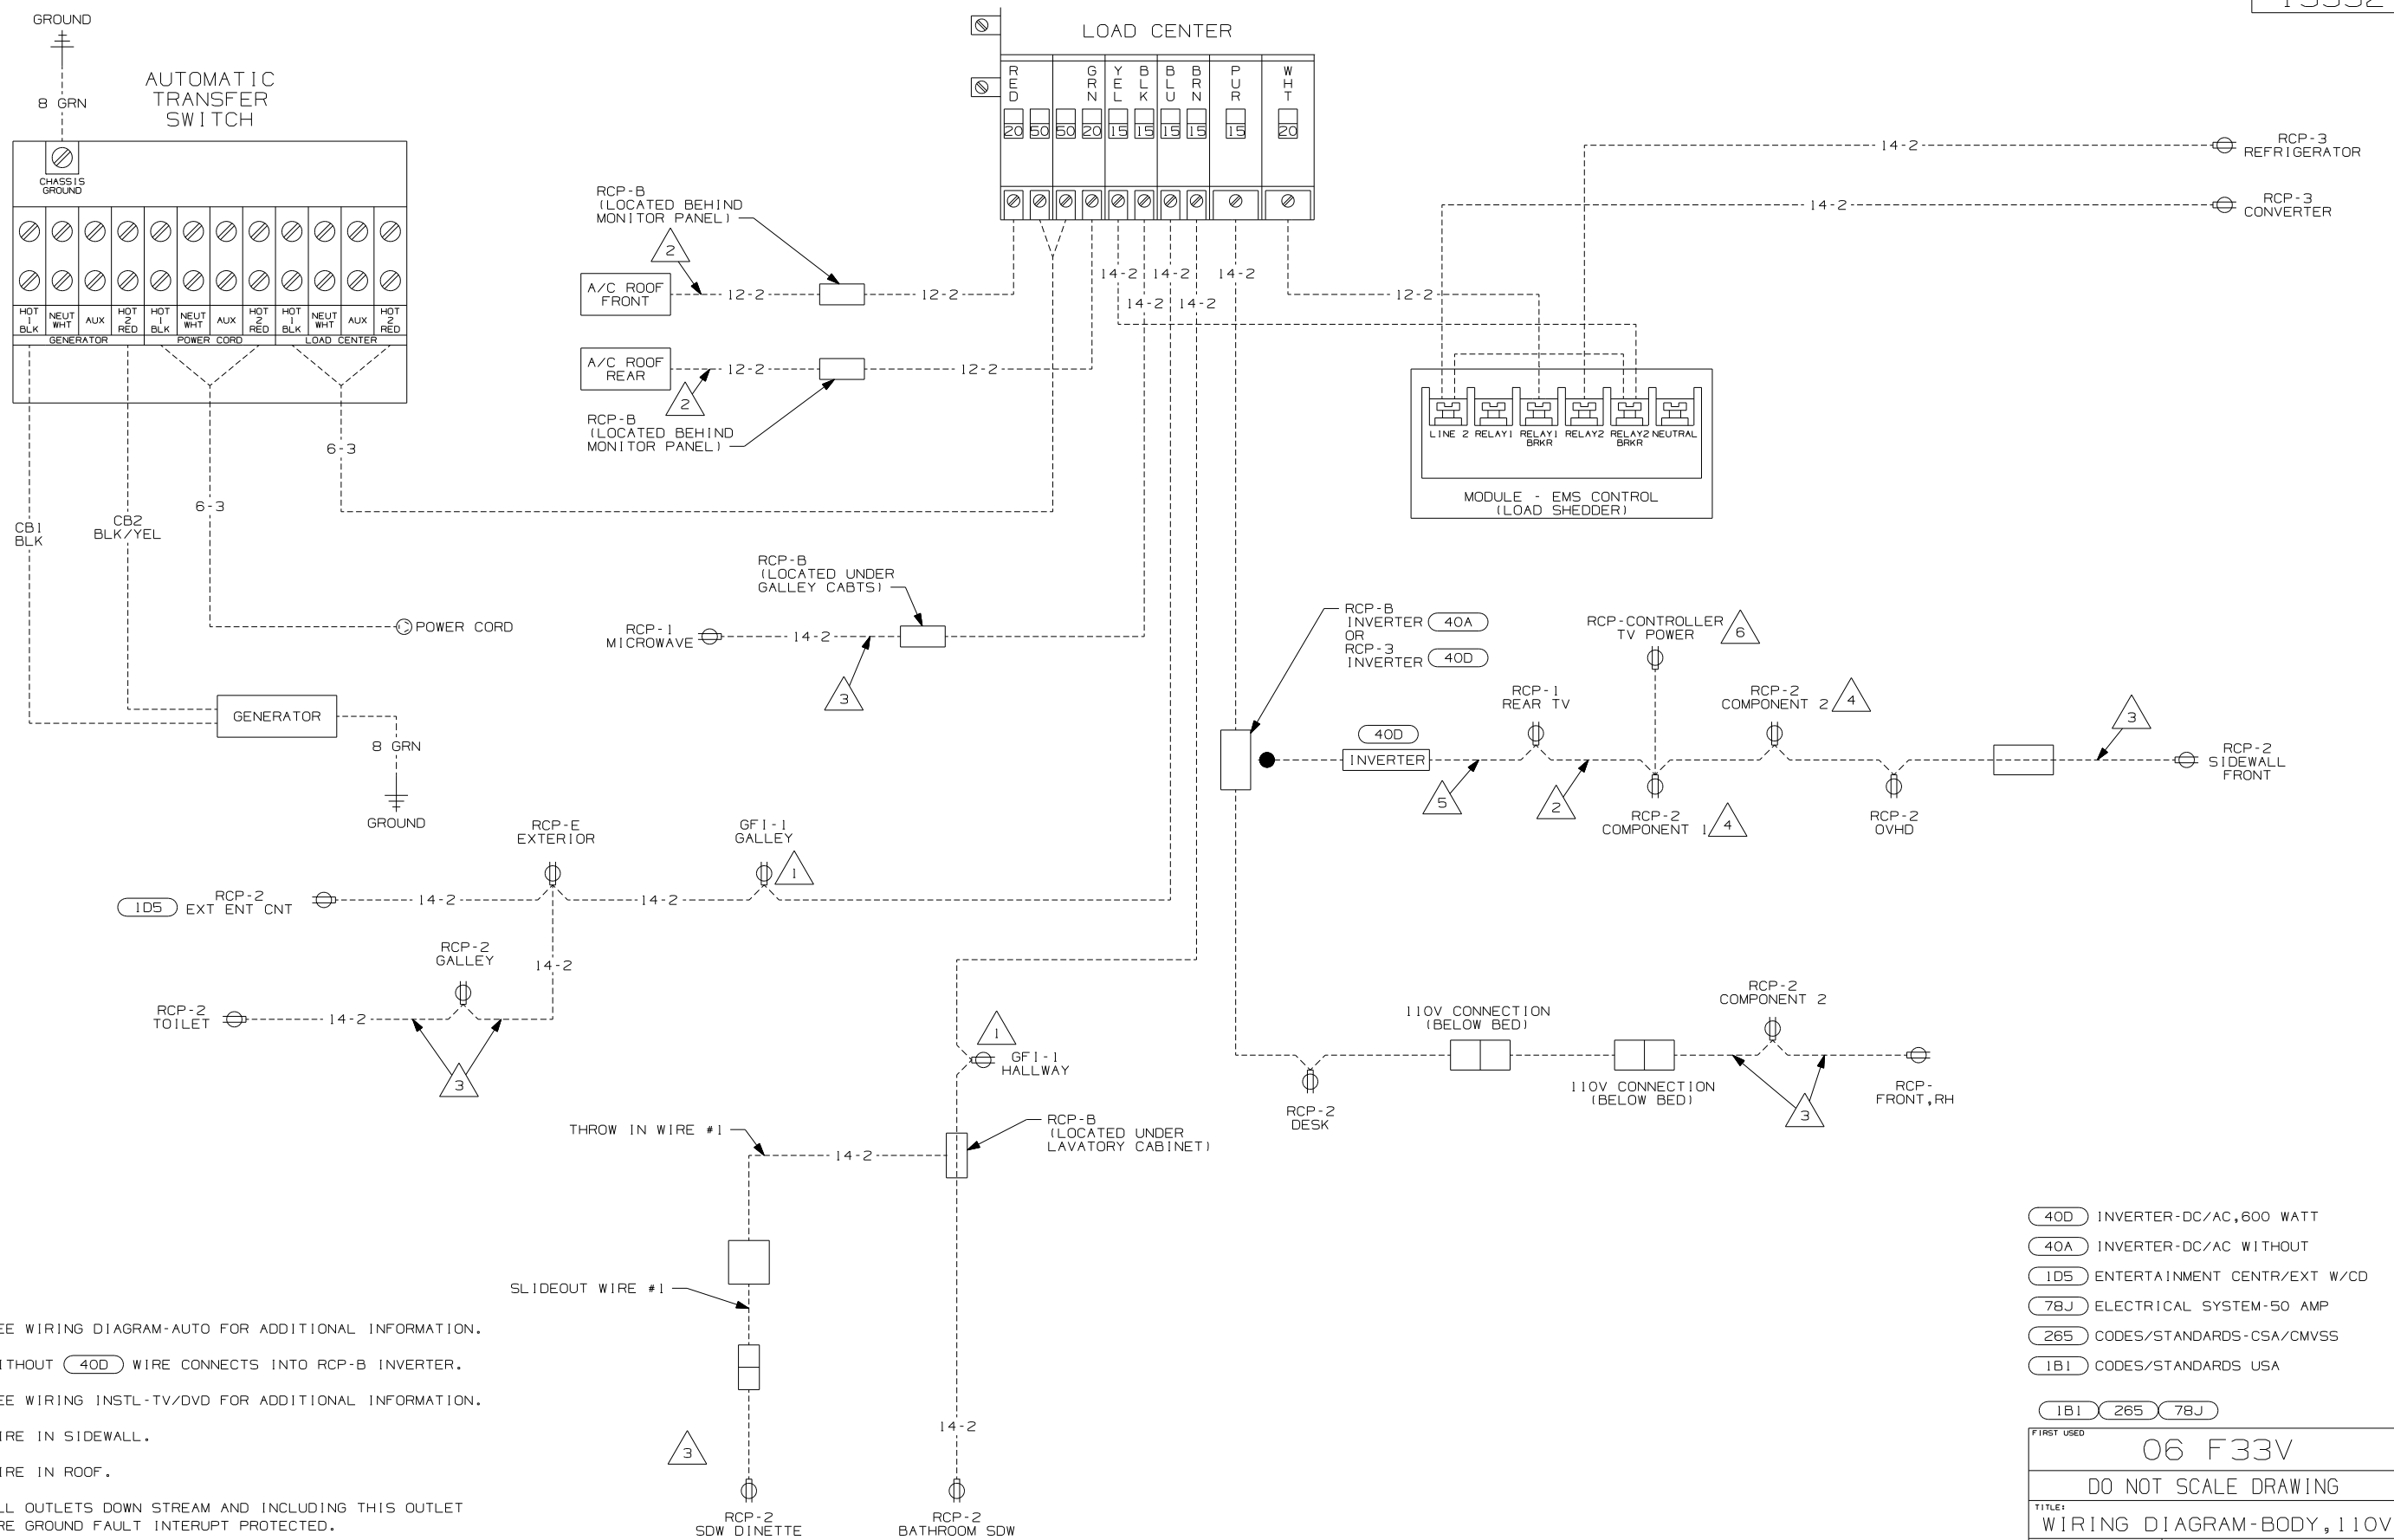 GROUND
8 GRN
AUTOMATIC
TRANSFER
SWITCH
CHASSIS
GROUND
HOT 1 BLK
NEUT WHT
AUX
HOT 2 RED
HOT 1 BLK
NEUT WHT
AUX
HOT 2 RED
HOT 1 BLK
NEUT WHT
AUX
HOT 2 RED
GENERATOR
POWER CORD
LOAD CENTER
6-3
6-3
CB1
BLK
CB2
BLK/YEL
POWER CORD
GENERATOR
8 GRN
GROUND
LOAD CENTER
RED
GRN
YEL
BLK
BLU
BRN
PUR
WHT
20 50 50 20 15 15 15 15 15 20
RCP-B
(LOCATED BEHIND
MONITOR PANEL)
2
A/C ROOF
FRONT
12-2
12-2
A/C ROOF
REAR
12-2
12-2
2
RCP-B
(LOCATED BEHIND
MONITOR PANEL)
14-2
14-2
14-2
14-2
14-2
12-2
14-2
RCP-3
REFRIGERATOR
14-2
RCP-3
CONVERTER
LINE 2
RELAY1
RELAY1
BRKR
RELAY2
RELAY2
BRKR
NEUTRAL
MODULE - EMS CONTROL
(LOAD SHEDDER)
RCP-B
(LOCATED UNDER
GALLEY CABTS)
RCP-1
MICROWAVE
14-2
3
RCP-B
INVERTER 40A
OR
RCP-3
INVERTER 40D
40D
INVERTER
5
RCP-1
REAR TV
2
RCP-CONTROLLER
TV POWER
6
RCP-2
COMPONENT 1
4
RCP-2
COMPONENT 2
4
RCP-2
OVHD
3
RCP-2
SIDEWALL
FRONT
RCP-E
EXTERIOR
GFI-1
GALLEY
1
1D5
RCP-2
EXT ENT CNT
14-2
14-2
RCP-2
GALLEY
14-2
RCP-2
TOILET
14-2
3
1
GFI-1
HALLWAY
RCP-B
(LOCATED UNDER
LAVATORY CABINET)
THROW IN WIRE #1
14-2
SLIDEOUT WIRE #1
3
14-2
RCP-2
SDW DINETTE
RCP-2
BATHROOM SDW
RCP-2
DESK
110V CONNECTION
(BELOW BED)
110V CONNECTION
(BELOW BED)
RCP-2
COMPONENT 2
3
RCP-
FRONT,RH
EE WIRING DIAGRAM-AUTO FOR ADDITIONAL INFORMATION.
ITHOUT 40D WIRE CONNECTS INTO RCP-B INVERTER.
EE WIRING INSTL-TV/DVD FOR ADDITIONAL INFORMATION.
IRE IN SIDEWALL.
IRE IN ROOF.
LL OUTLETS DOWN STREAM AND INCLUDING THIS OUTLET
RE GROUND FAULT INTERUPT PROTECTED.
40D INVERTER-DC/AC,600 WATT
40A INVERTER-DC/AC WITHOUT
1D5 ENTERTAINMENT CENTR/EXT W/CD
78J ELECTRICAL SYSTEM-50 AMP
265 CODES/STANDARDS-CSA/CMVSS
1B1 CODES/STANDARDS USA
1B1 265 78J
FIRST USED
06 F33V
DO NOT SCALE DRAWING
TITLE:
WIRING DIAGRAM-BODY,110V